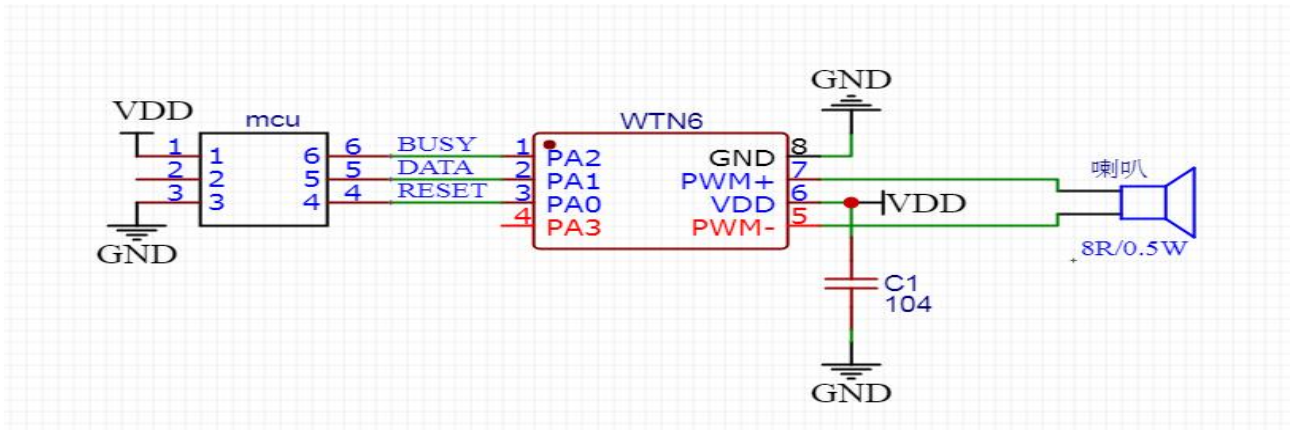 GND
VDD
mcu
WTN6
1 1 6 6 BUSY 1 PA2 GND 8
2 2 5 5 DATA 2 PA1 PWM+ 7
3 3 4 4 RESET 3 PA0 VDD 6 VDD
4 PA3 PWM- 5
喇叭
GND
8R/0.5W
C1
104
GND